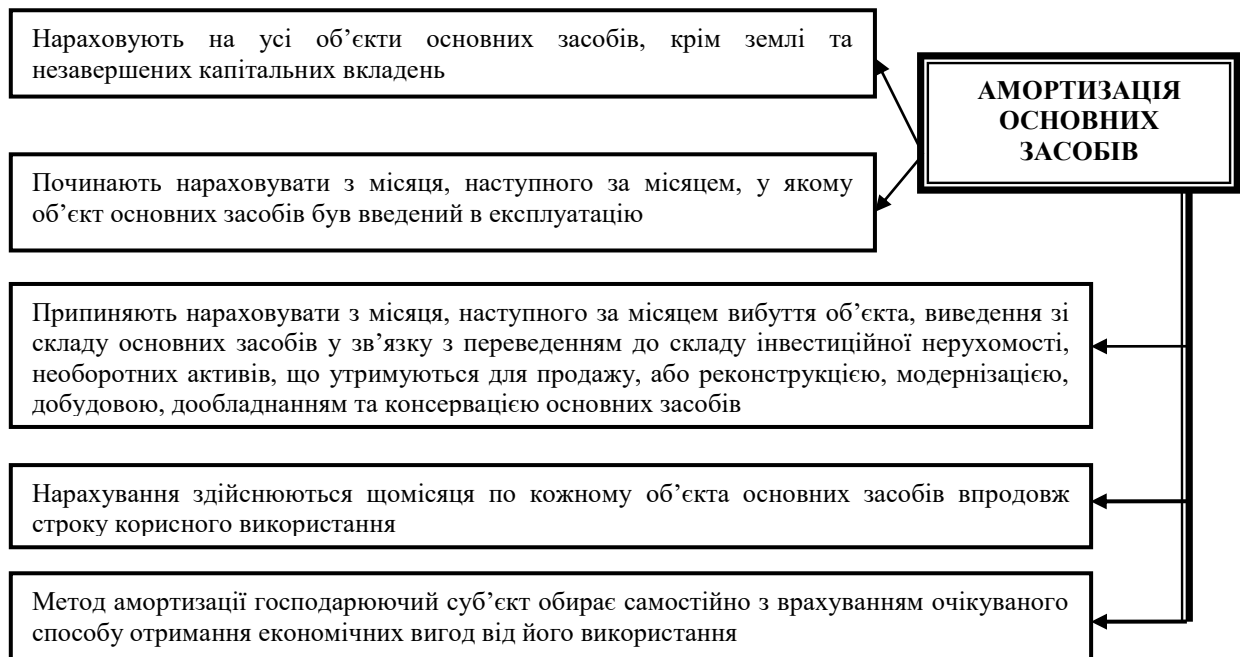 Нараховують на усі об’єкти основних засобів, крім землі та
незавершених капітальних вкладень
АМОРТИЗАЦІЯ
ОСНОВНИХ
ЗАСОБІВ
Починають нараховувати з місяця, наступного за місяцем, у якому
об’єкт основних засобів був введений в експлуатацію
Припиняють нараховувати з місяця, наступного за місяцем вибуття об’єкта, виведення зі
складу основних засобів у зв’язку з переведенням до складу інвестиційної нерухомості,
необоротних активів, що утримуються для продажу, або реконструкцією, модернізацією,
добудовою, дообладнанням та консервацією основних засобів
Нарахування здійснюються щомісяця по кожному об’єкта основних засобів впродовж
строку корисного використання
Метод амортизації господарюючий суб’єкт обирає самостійно з врахуванням очікуваного
способу отримання економічних вигод від його використання